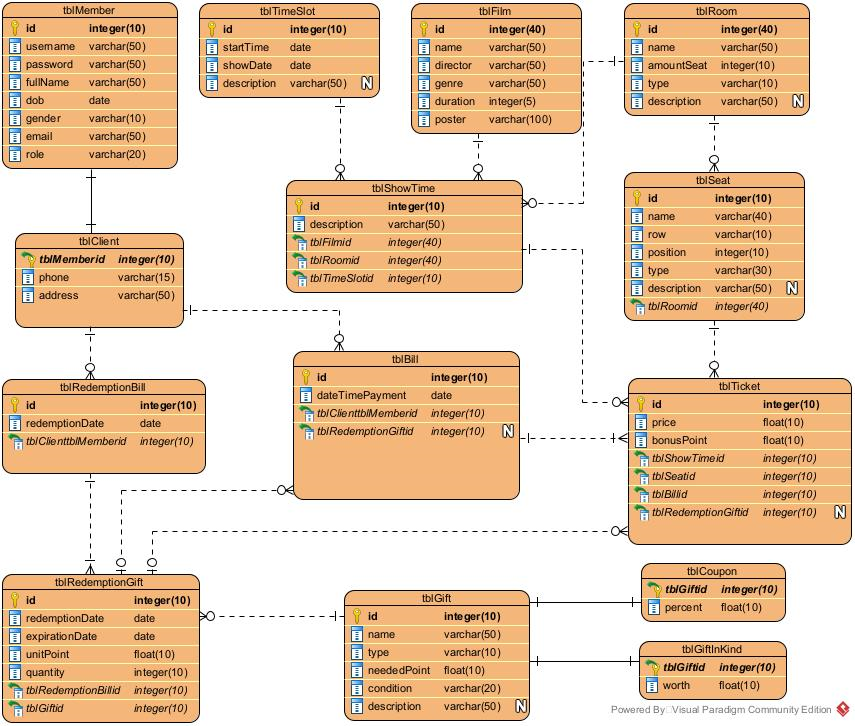 tblMember
id integer(10)
username varchar(50)
password varchar(50)
fullName varchar(50)
dob date
gender varchar(10)
email varchar(50)
role varchar(20)
tblTimeSlot
id integer(10)
startTime date
showDate date
description varchar(50) N
tblFilm
id integer(40)
name varchar(50)
director varchar(50)
genre varchar(50)
duration integer(5)
poster varchar(100)
tblRoom
id integer(40)
name varchar(50)
amountSeat integer(10)
type varchar(10)
description varchar(50) N
tblShowTime
id integer(10)
description varchar(50)
tblFilmid integer(40)
tblRoomid integer(40)
tblTimeSlotid integer(10)
tblSeat
id integer(10)
name varchar(40)
row varchar(10)
position integer(10)
type varchar(30)
description varchar(50) N
tblRoomid integer(40)
tblClient
tblMemberid integer(10)
phone varchar(15)
address varchar(50)
tblBill
id integer(10)
dateTimePayment date
tblClienttblMemberid integer(10)
tblRedemptionGiftid integer(10) N
tblRedemptionBill
id integer(10)
redemptionDate date
tblClienttblMemberid integer(10)
tblTicket
id integer(10)
price float(10)
bonusPoint float(10)
tblShowTimeid integer(10)
tblSeatid integer(10)
tblBillid integer(10)
tblRedemptionGiftid integer(10) N
tblRedemptionGift
id integer(10)
redemptionDate date
expirationDate date
unitPoint float(10)
quantity integer(10)
tblRedemptionBillid integer(10)
tblGiftid integer(10)
tblGift
id integer(10)
name varchar(50)
type varchar(10)
neededPoint float(10)
condition varchar(20)
description varchar(50) N
tblCoupon
tblGiftid integer(10)
percent float(10)
tblGiftInKind
tblGiftid integer(10)
worth float(10)
Powered By Visual Paradigm Community Edition